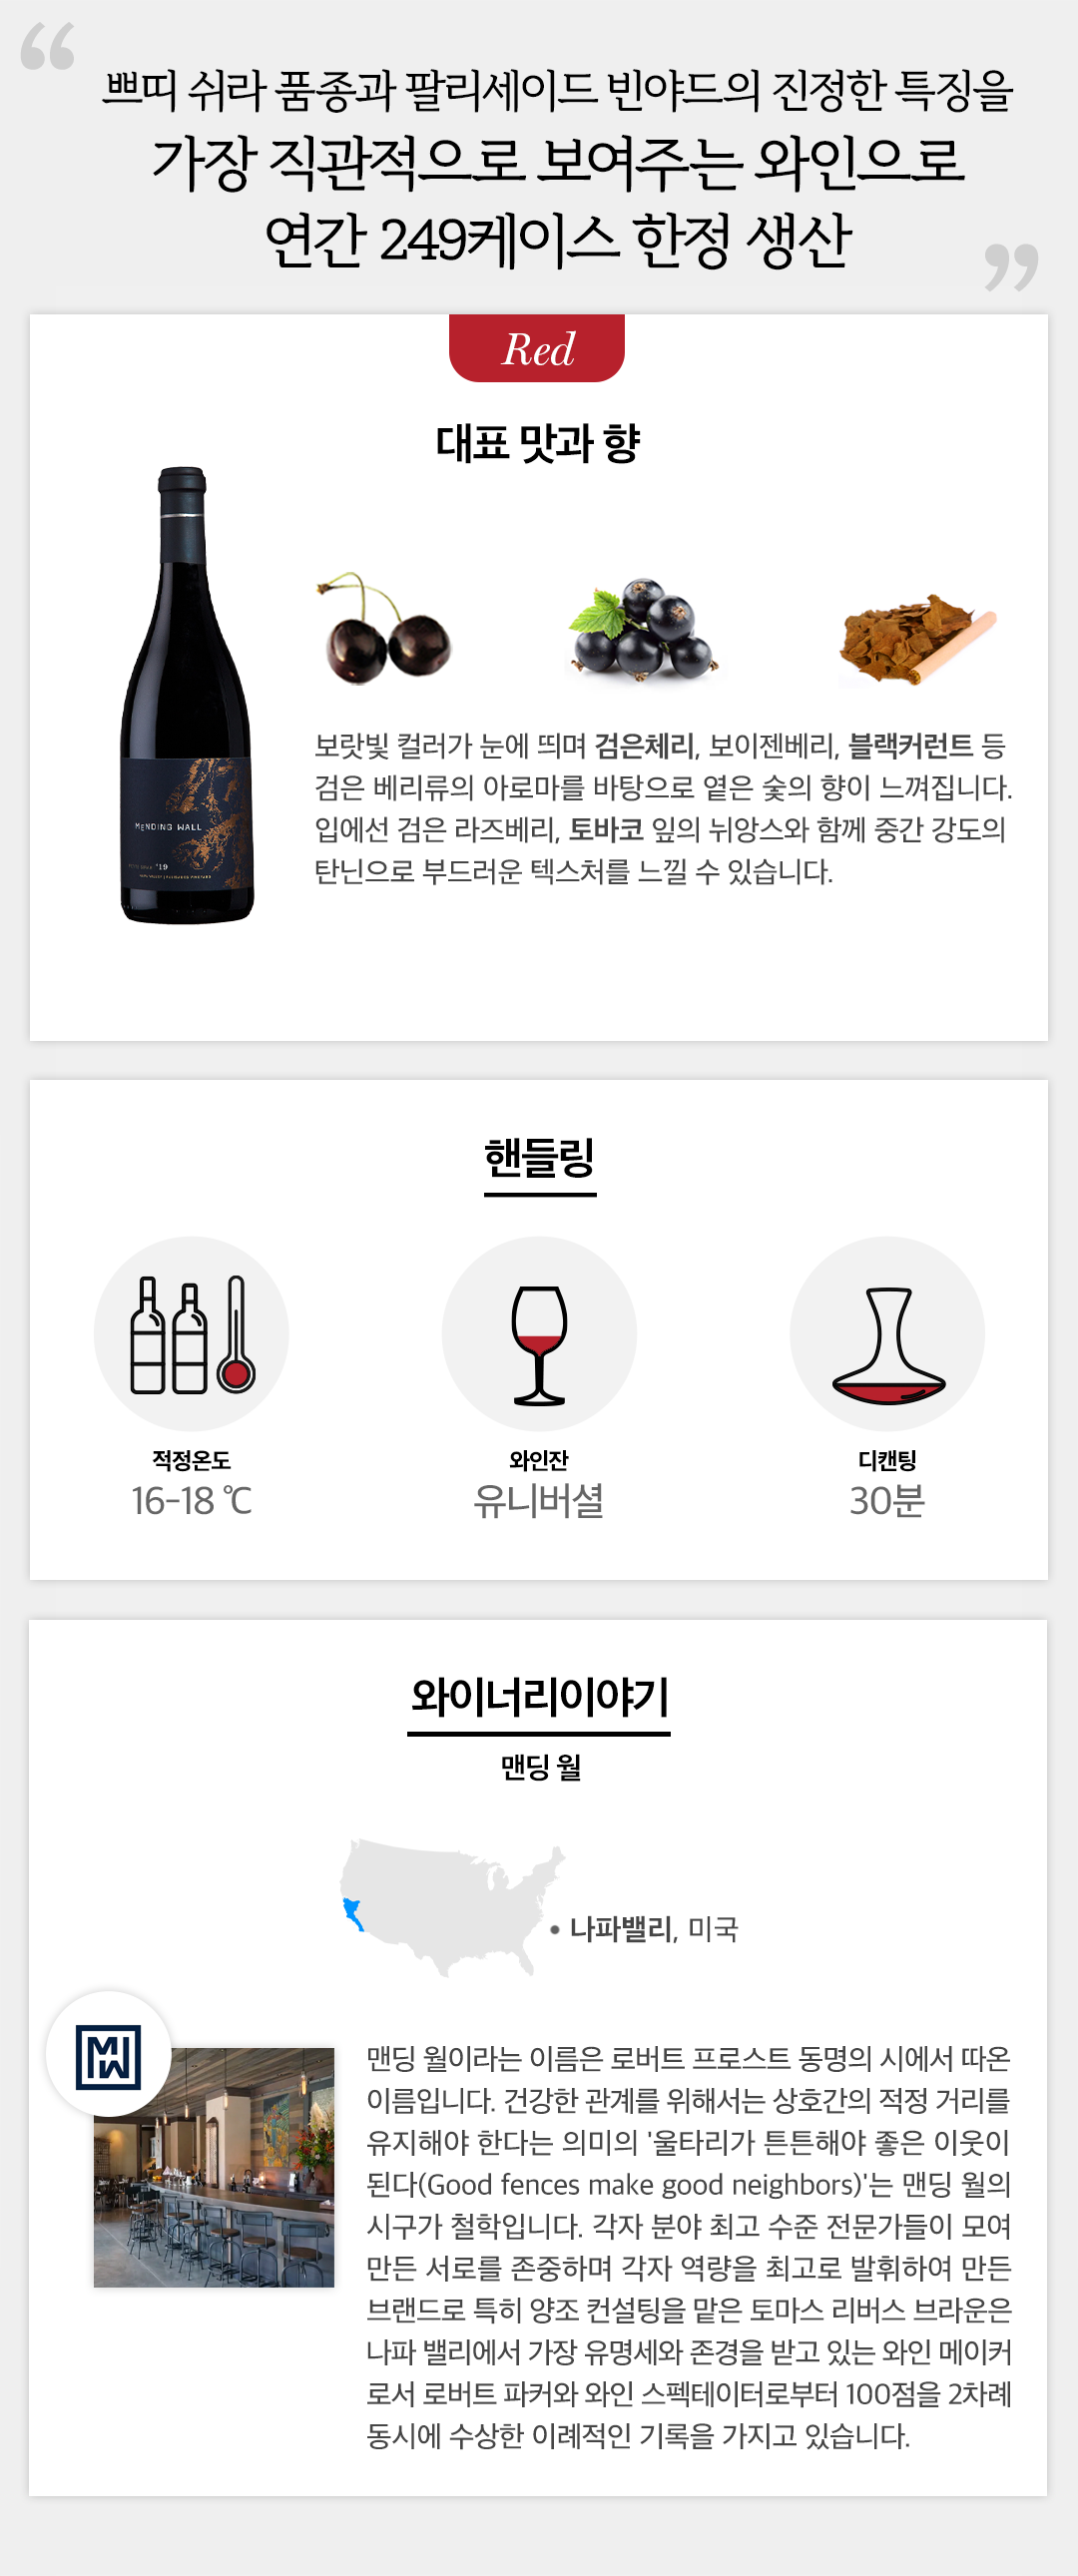 “
쁘띠 쉬라 품종과 팔리세이드 빈야드의 진정한 특징을
가장 직관적으로 보여주는 와인으로
연간 249케이스 한정 생산
”
Red
대표 맛과 향
MENDING WALL
'19
보랏빛 컬러가 눈에 띄며 검은체리, 보이젠베리, 블랙커런트 등
검은 베리류의 아로마를 바탕으로 옅은 숯의 향이 느껴집니다.
입에선 검은 라즈베리, 토바코 잎의 뉘앙스와 함께 중간 강도의
탄닌으로 부드러운 텍스처를 느낄 수 있습니다.
핸들링
적정온도
16-18 ℃
와인잔
유니버셜
디캔팅
30분
와이너리이야기
맨딩 월
• 나파밸리, 미국
MW
맨딩 월이라는 이름은 로버트 프로스트 동명의 시에서 따온
이름입니다. 건강한 관계를 위해서는 상호간의 적정 거리를
유지해야 한다는 의미의 '울타리가 튼튼해야 좋은 이웃이
된다(Good fences make good neighbors)'는 맨딩 월의
시구가 철학입니다. 각자 분야 최고 수준 전문가들이 모여
만든 서로를 존중하며 각자 역량을 최고로 발휘하여 만든
브랜드로 특히 양조 컨설팅을 맡은 토마스 리버스 브라운은
나파 밸리에서 가장 유명세와 존경을 받고 있는 와인 메이커
로서 로버트 파커와 와인 스펙테이터로부터 100점을 2차례
동시에 수상한 이례적인 기록을 가지고 있습니다.